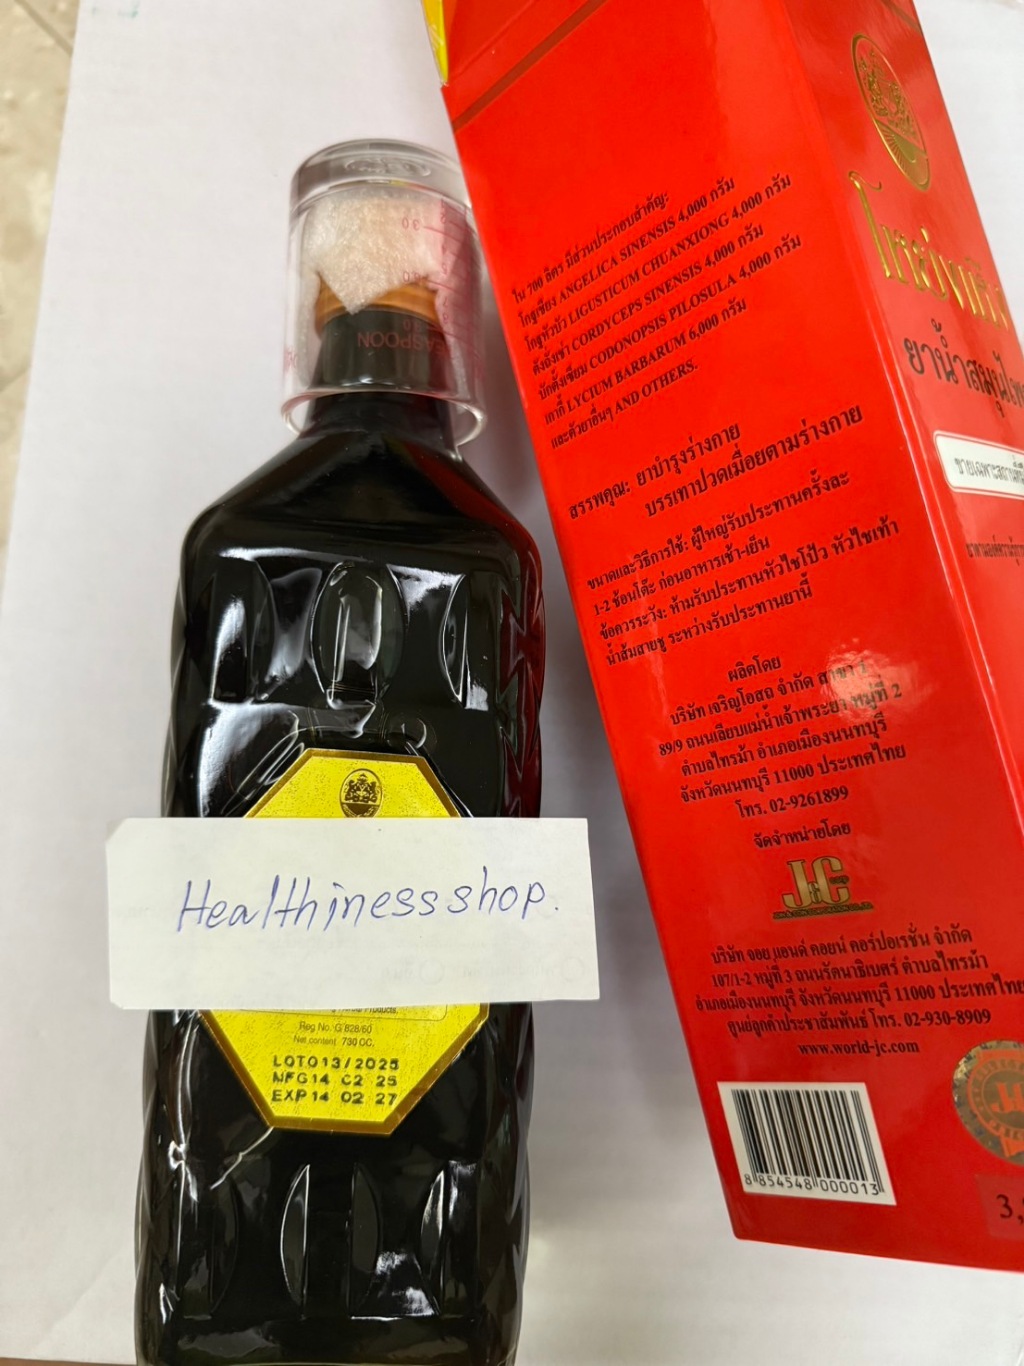 TEASPOON
Healthinessshop.
Reg No. G 828/60
Net content 730 CC.
LOT013/2025
MFG14 02 25
EXP14 02 27
ใน 700 ลิตร มีส่วนประกอบสำคัญ:
โกฐเชียง ANGELICA SINENSIS 4,000 กรัม
โกฐหัวบัว LIGUSTICUM CHUANXIONG 4,000 กรัม
ตังถั่งเช่า CORDYCEPS SINENSIS 4,000 กรัม
บักตั้งเซียม CODONOPSIS PILOSULA 4,000 กรัม
เกากี้ LYCIUM BARBARUM 6,000 กรัม
และตัวยาอื่นๆ AND OTHERS.
สรรพคุณ: ยาบำรุงร่างกาย
บรรเทาปวดเมื่อยตามร่างกาย
ขนาดและวิธีการใช้: ผู้ใหญ่รับประทานครั้งละ
1-2 ช้อนโต๊ะ ก่อนอาหารเช้า-เย็น
ข้อควรระวัง: ห้ามรับประทานหัวไชโป้ว หัวไชเท้า
น้ำส้มสายชู ระหว่างรับประทานยานี้
ผลิตโดย
บริษัท เจริญโอสถ จำกัด สาขา 1
89/9 ถนนเลียบแม่น้ำเจ้าพระยา หมู่ที่ 2
ตำบลไทรม้า อำเภอเมืองนนทบุรี
จังหวัดนนทบุรี 11000 ประเทศไทย
โทร. 02-9261899
จัดจำหน่ายโดย
J&C
บริษัท จอย แอนด์ คอยน์ คอร์ปอเรชั่น จำกัด
107/1-2 หมู่ที่ 3 ถนนรัตนาธิเบศร์ ตำบลไทรม้า
อำเภอเมืองนนทบุรี จังหวัดนนทบุรี 11000 ประเทศไทย
ศูนย์ลูกค้าประชาสัมพันธ์ โทร. 02-930-8909
www.world-jc.com
8 854548 000013
ยาน้ำสมุนไพร